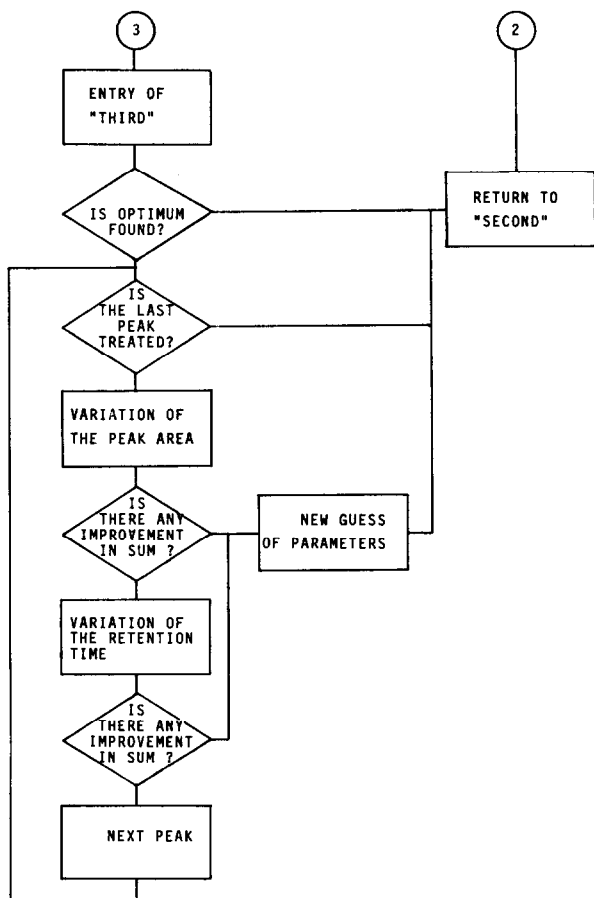 3
2
ENTRY OF
"THIRD"
IS OPTIMUM
FOUND?
RETURN TO
"SECOND"
IS
THE LAST
PEAK
TREATED?
VARIATION OF
THE PEAK AREA
IS
THERE ANY
IMPROVEMENT
IN SUM ?
NEW GUESS
OF PARAMETERS
VARIATION OF
THE RETENTION
TIME
IS
THERE ANY
IMPROVEMENT
IN SUM ?
NEXT PEAK